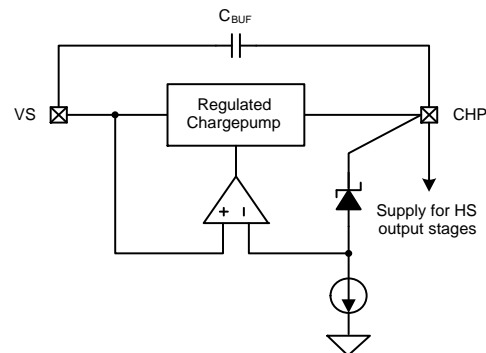 CBUF
VS
Regulated
Chargepump
CHP
+ −
Supply for HS
output stages